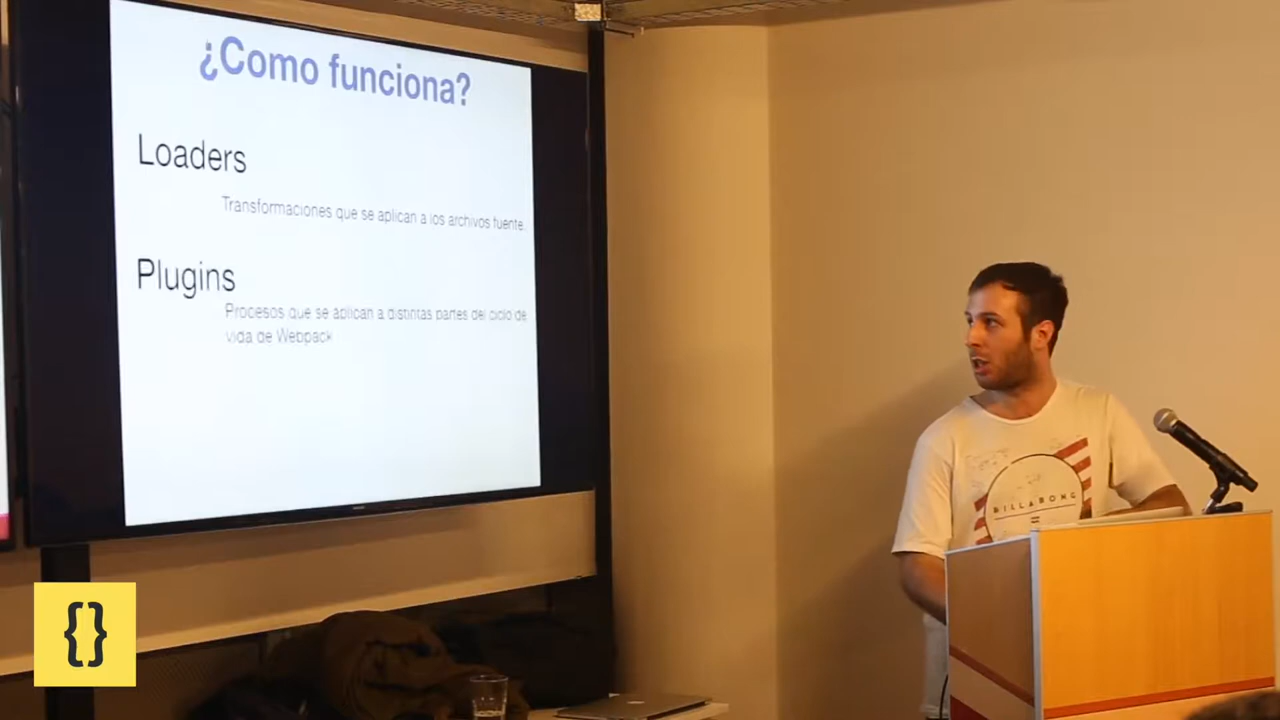 ¿Como funciona?
Loaders
Transformaciones que se aplican a los archivos fuente.
Plugins
Procesos que se aplican a distintas partes del ciclo de
vida de Webpack
BILLABONG
{}